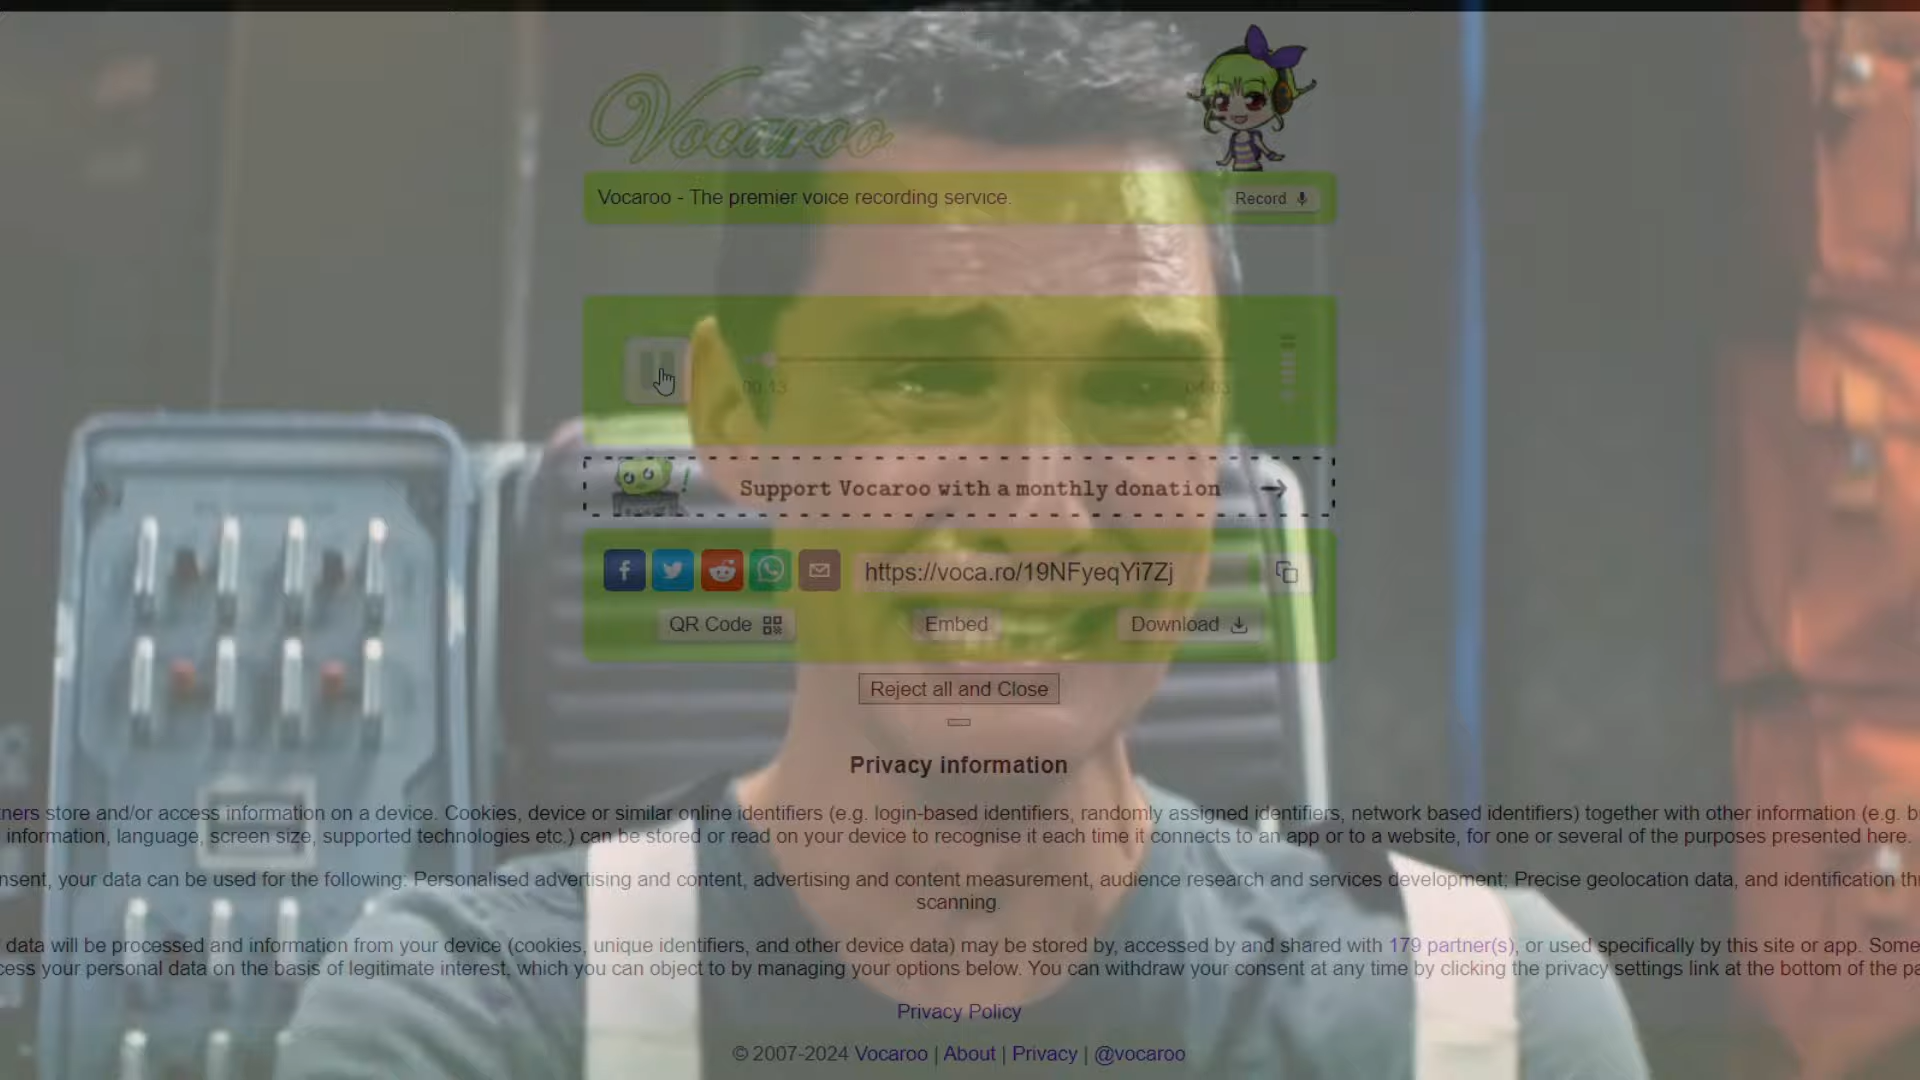 Vocaroo
Vocaroo - The premier voice recording service.
Record
00:13
04:03
Support Vocaroo with a monthly donation
https://voca.ro/19NFyeqYi7Zj
QR Code
Embed
Download
Reject all and Close
Privacy information
store and/or access information on a device. Cookies, device or similar online identifiers (e.g. login-based identifiers, randomly assigned identifiers, network based identifiers) together with other information (e.g.
information, language, screen size, supported technologies etc.) can be stored or read on your device to recognise it each time it connects to an app or to a website, for one or several of the purposes presented here.
your data can be used for the following: Personalised advertising and content, advertising and content measurement, audience research and services development; Precise geolocation data, and identification
scanning.
data will be processed and information from your device (cookies, unique identifiers, and other device data) may be stored by, accessed by and shared with 179 partner(s), or used specifically by this site or app. Some
your personal data on the basis of legitimate interest, which you can object to by managing your options below. You can withdraw your consent at any time by clicking the privacy settings link at the bottom of the
Privacy Policy
© 2007-2024 Vocaroo | About | Privacy | @vocaroo